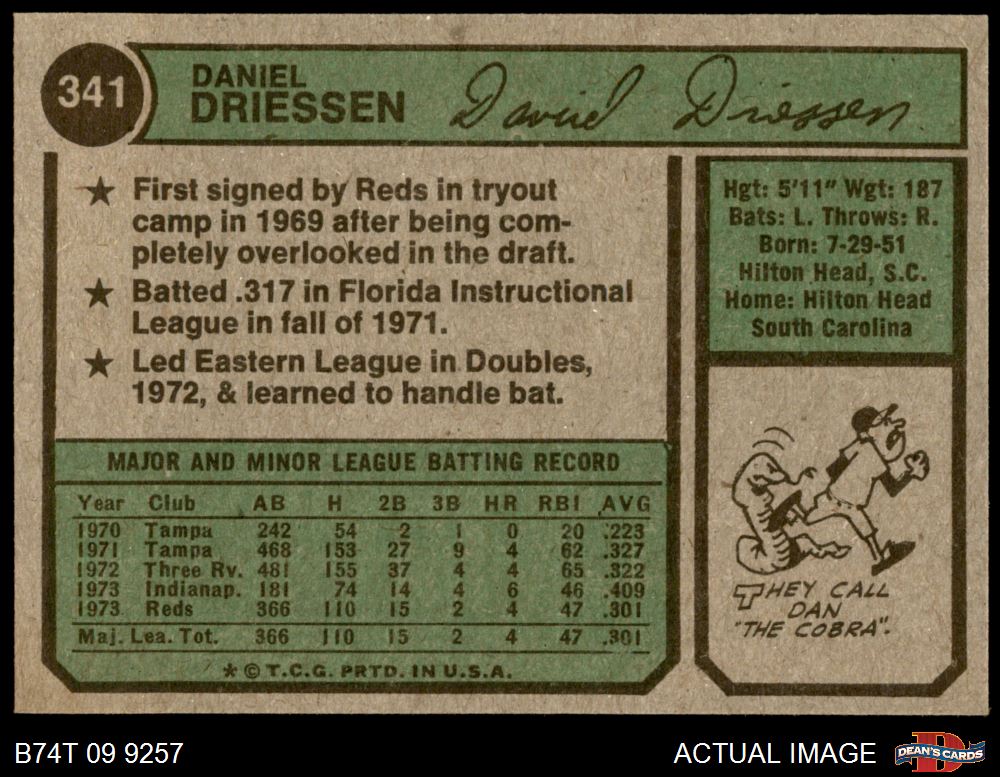 341
DANIEL
DRIESSEN
David Driessen
★ First signed by Reds in tryout
camp in 1969 after being com-
pletely overlooked in the draft.
★ Batted .317 in Florida Instructional
League in fall of 1971.
★ Led Eastern League in Doubles,
1972, & learned to handle bat.
Hgt: 5'11" Wgt: 187
Bats: L. Throws: R.
Born: 7-29-51
Hilton Head, S.C.
Home: Hilton Head
South Carolina
MAJOR AND MINOR LEAGUE BATTING RECORD
Year Club AB H 2B 3B HR RBI AVG
1970 Tampa 242 54 2 1 0 20 .223
1971 Tampa 468 153 27 9 4 62 .327
1972 Three Rv. 481 155 37 4 4 65 .322
1973 Indianap. 181 74 14 4 6 46 .409
1973 Reds 366 110 15 2 4 47 .301
Maj. Lea. Tot. 366 110 15 2 4 47 .301
* © T.C.G. PRTD. IN U.S.A.
THEY CALL
DAN
"THE COBRA".
B74T 09 9257
ACTUAL IMAGE
D
DEAN'S CARDS